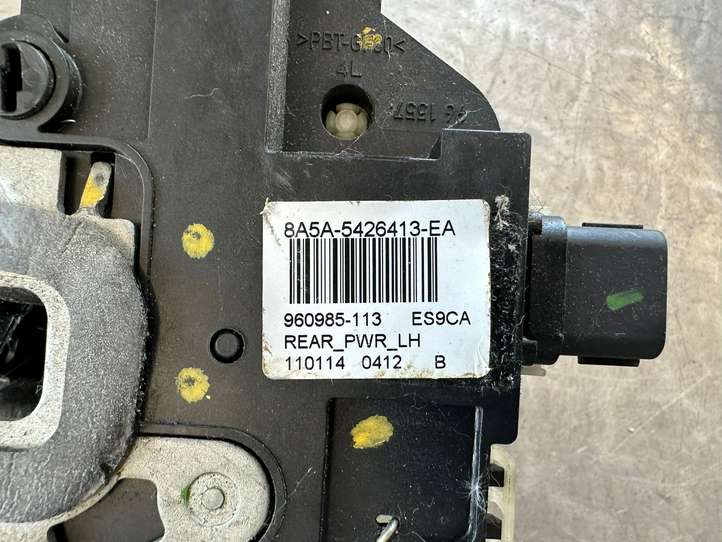 >PBT-GF30<
4L
8A5A-5426413-EA
960985-113 ES9CA
REAR_PWR_LH
110114 0412 B